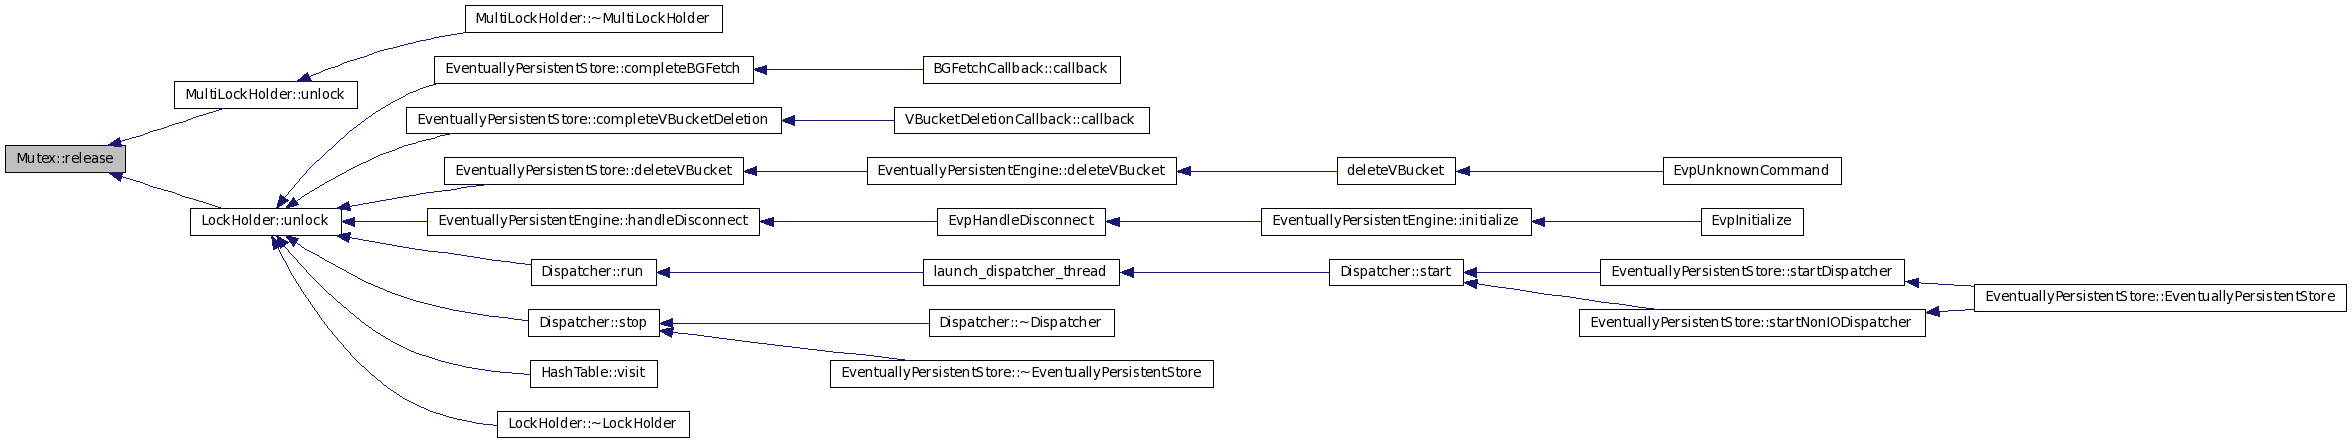 MultiLockHolder::~MultiLockHolder
EventuallyPersistentStore::completeBGFetch
BGFetchCallback::callback
MultiLockHolder::unlock
EventuallyPersistentStore::completeVBucketDeletion
VBucketDeletionCallback::callback
Mutex::release
EventuallyPersistentStore::deleteVBucket
EventuallyPersistentEngine::deleteVBucket
deleteVBucket
EvpUnknownCommand
LockHolder::unlock
EventuallyPersistentEngine::handleDisconnect
EvpHandleDisconnect
EventuallyPersistentEngine::initialize
EvpInitialize
Dispatcher::run
launch_dispatcher_thread
Dispatcher::start
EventuallyPersistentStore::startDispatcher
EventuallyPersistentStore::EventuallyPersistentStore
Dispatcher::stop
Dispatcher::~Dispatcher
EventuallyPersistentStore::startNonIODispatcher
HashTable::visit
EventuallyPersistentStore::~EventuallyPersistentStore
LockHolder::~LockHolder